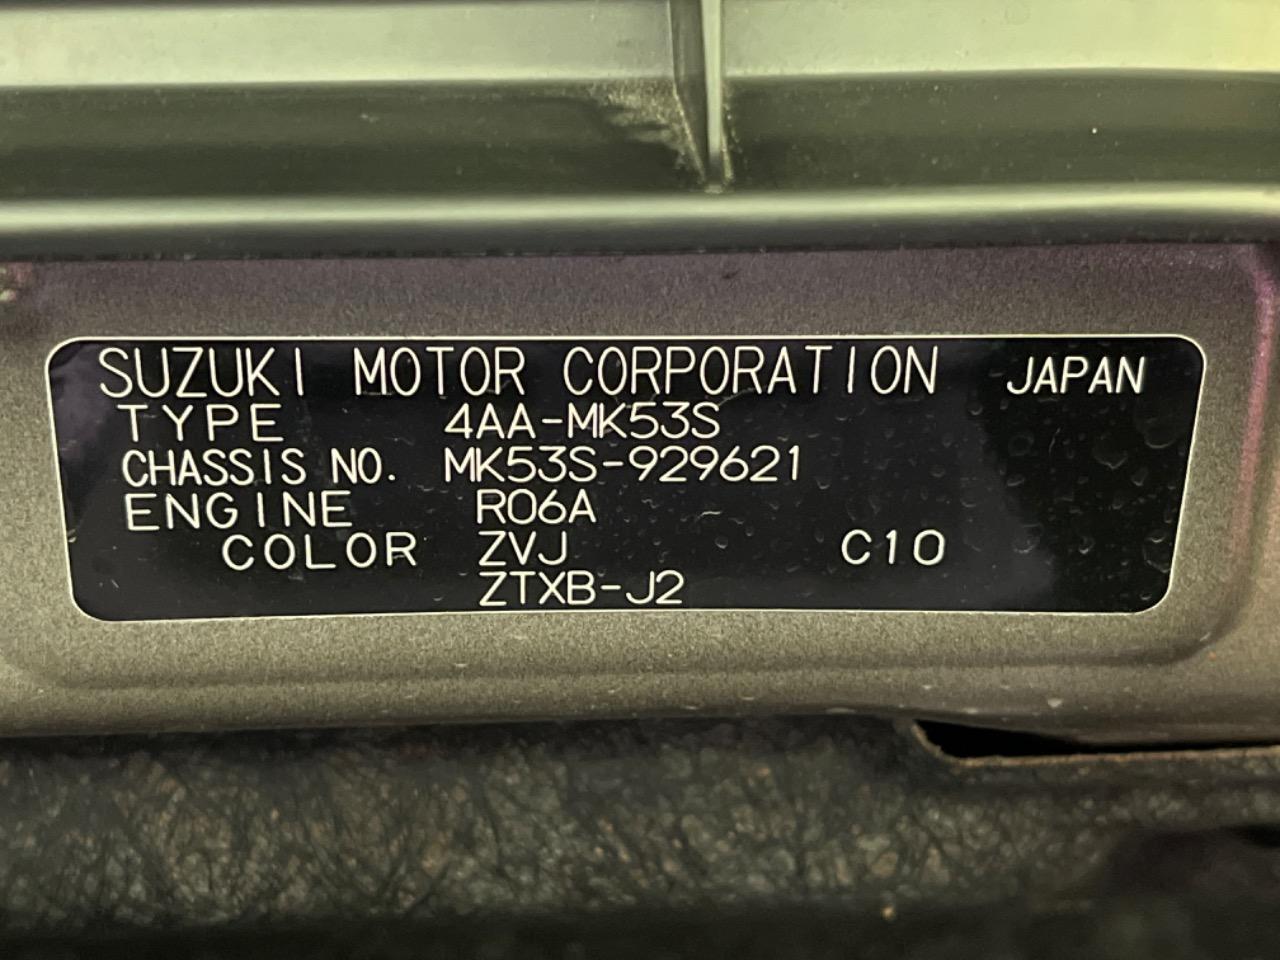 SUZUKI MOTOR CORPORATION JAPAN
TYPE 4AA-MK53S
CHASSIS NO. MK53S-929621
ENGINE R06A
COLOR ZVJ C10
ZTXB-J2